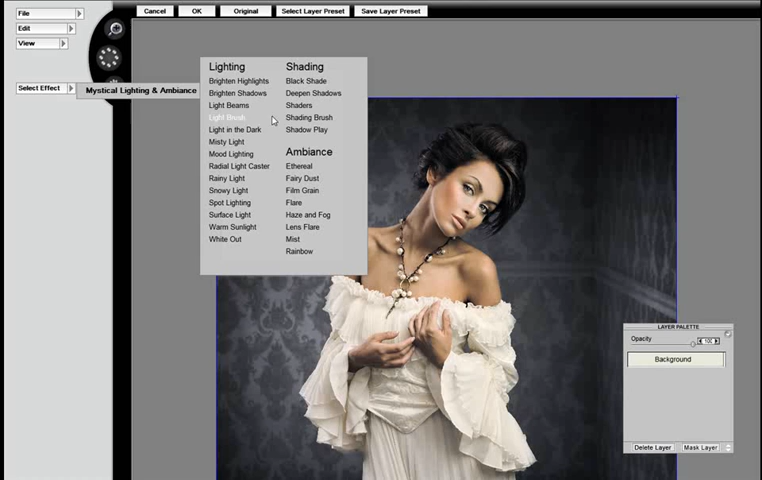 File
Edit
View
Select Effect
Mystical Lighting & Ambiance
Cancel
OK
Original
Select Layer Preset
Save Layer Preset
Lighting
Brighten Highlights
Brighten Shadows
Light Beams
Light Brush
Light in the Dark
Misty Light
Mood Lighting
Radial Light Caster
Rainy Light
Snowy Light
Spot Lighting
Surface Light
Warm Sunlight
White Out
Shading
Black Shade
Deepen Shadows
Shaders
Shading Brush
Shadow Play
Ambiance
Ethereal
Fairy Dust
Film Grain
Flare
Haze and Fog
Lens Flare
Mist
Rainbow
LAYER PALETTE
Opacity
100
Background
Delete Layer
Mask Layer